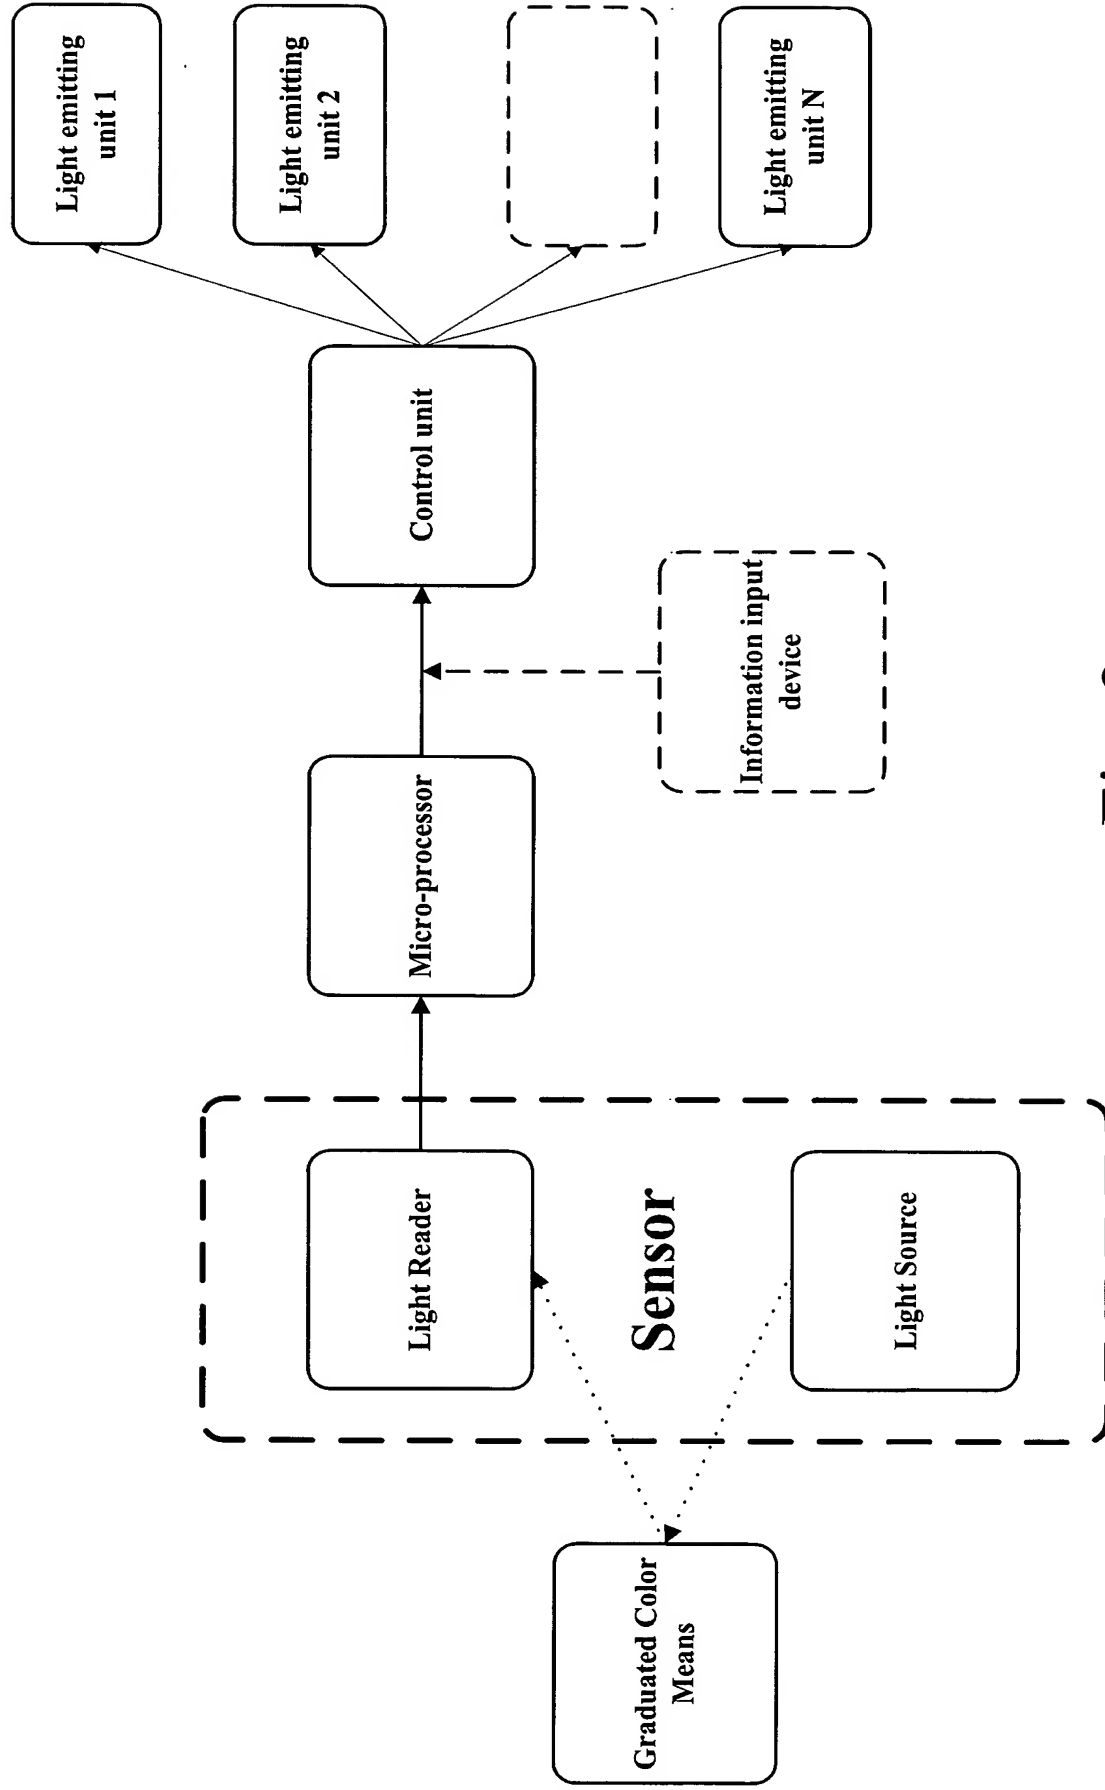 Graduated Color
Means
Light Reader
Sensor
Light Source
Micro-processor
Information input
device
Control unit
Light emitting
unit 1
Light emitting
unit 2
Light emitting
unit N